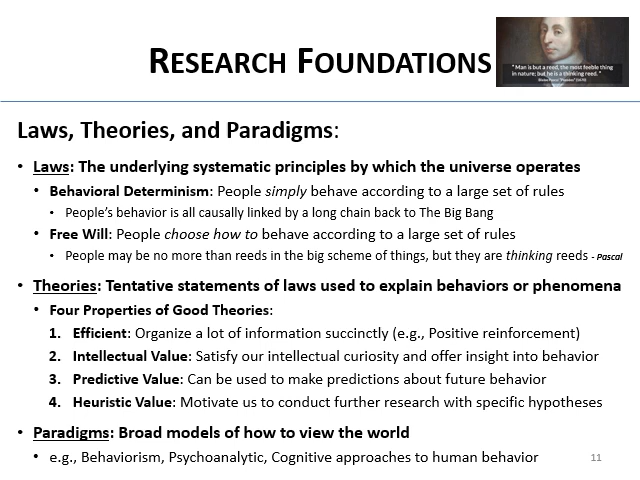 RESEARCH FOUNDATIONS
"Man is but a reed, the most feeble thing
in nature; but he is a thinking reed."
Laws, Theories, and Paradigms:
• Laws: The underlying systematic principles by which the universe operates
• Behavioral Determinism: People simply behave according to a large set of rules
• People's behavior is all causally linked by a long chain back to The Big Bang
• Free Will: People choose how to behave according to a large set of rules
• People may be no more than reeds in the big scheme of things, but they are thinking reeds - Pascal
• Theories: Tentative statements of laws used to explain behaviors or phenomena
• Four Properties of Good Theories:
1. Efficient: Organize a lot of information succinctly (e.g., Positive reinforcement)
2. Intellectual Value: Satisfy our intellectual curiosity and offer insight into behavior
3. Predictive Value: Can be used to make predictions about future behavior
4. Heuristic Value: Motivate us to conduct further research with specific hypotheses
• Paradigms: Broad models of how to view the world
• e.g., Behaviorism, Psychoanalytic, Cognitive approaches to human behavior
11